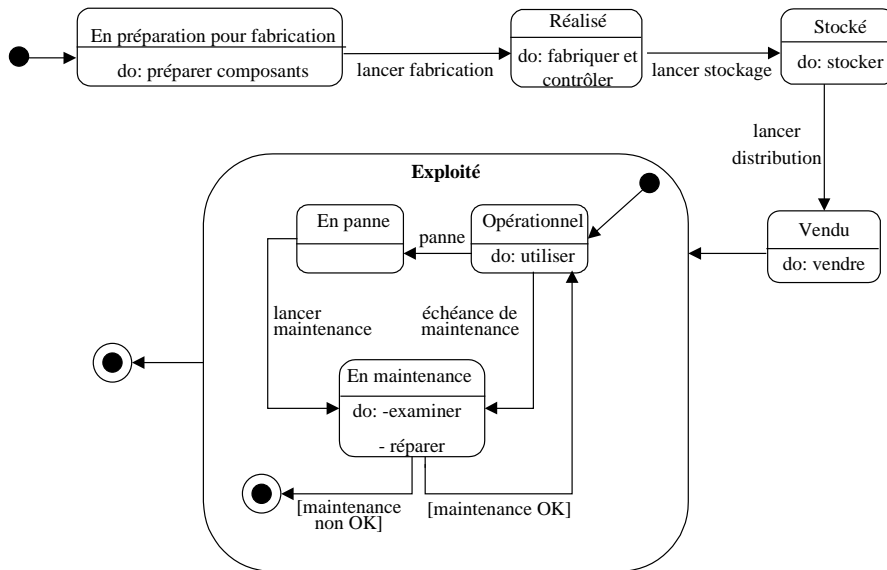 En préparation pour fabrication
do: préparer composants
lancer fabrication
Réalisé
do: fabriquer et
contrôler
lancer stockage
Stocké
do: stocker
lancer
distribution
Vendu
do: vendre
Exploité
En panne
panne
Opérationnel
do: utiliser
lancer
maintenance
échéance de
maintenance
En maintenance
do: -examiner
- réparer
[maintenance
non OK]
[maintenance OK]